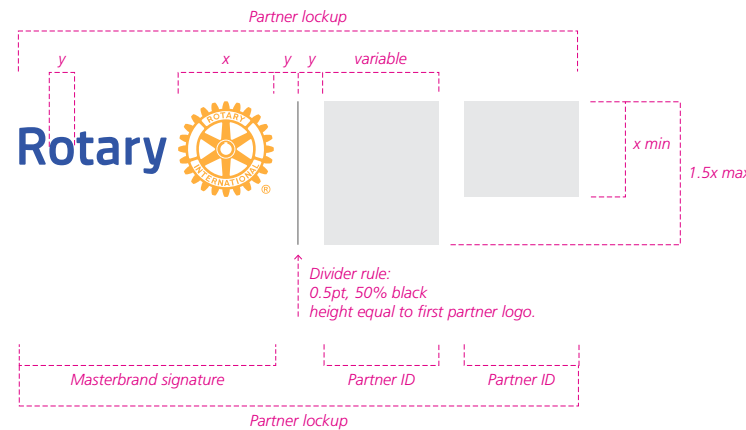 Partner lockup
y
x
y
y
variable
Rotary
ROTARY
INTERNATIONAL
®
x min
1.5x max
Divider rule:
0.5pt, 50% black
height equal to first partner logo.
Masterbrand signature
Partner ID
Partner ID
Partner lockup